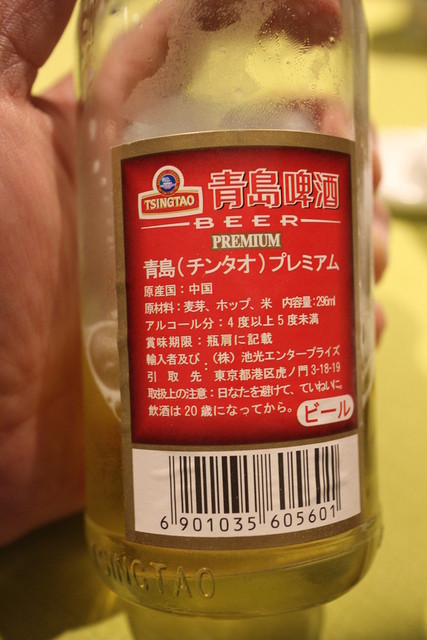 TSINGTAO
青島啤酒
BEER
PREMIUM
青島(チンタオ)プレミアム
原産国:中国
原材料:麦芽、ホップ、米 内容量:296ml
アルコール分:4度以上5度未満
賞味期限:瓶肩に記載
輸入者及び、(株)池光エンタープライズ
引取先:東京都港区虎ノ門3-18-19
取扱上の注意:日なたを避けて、ていねいに。
飲酒は20歳になってから。 ビール
6 901035 605601
TSINGTAO